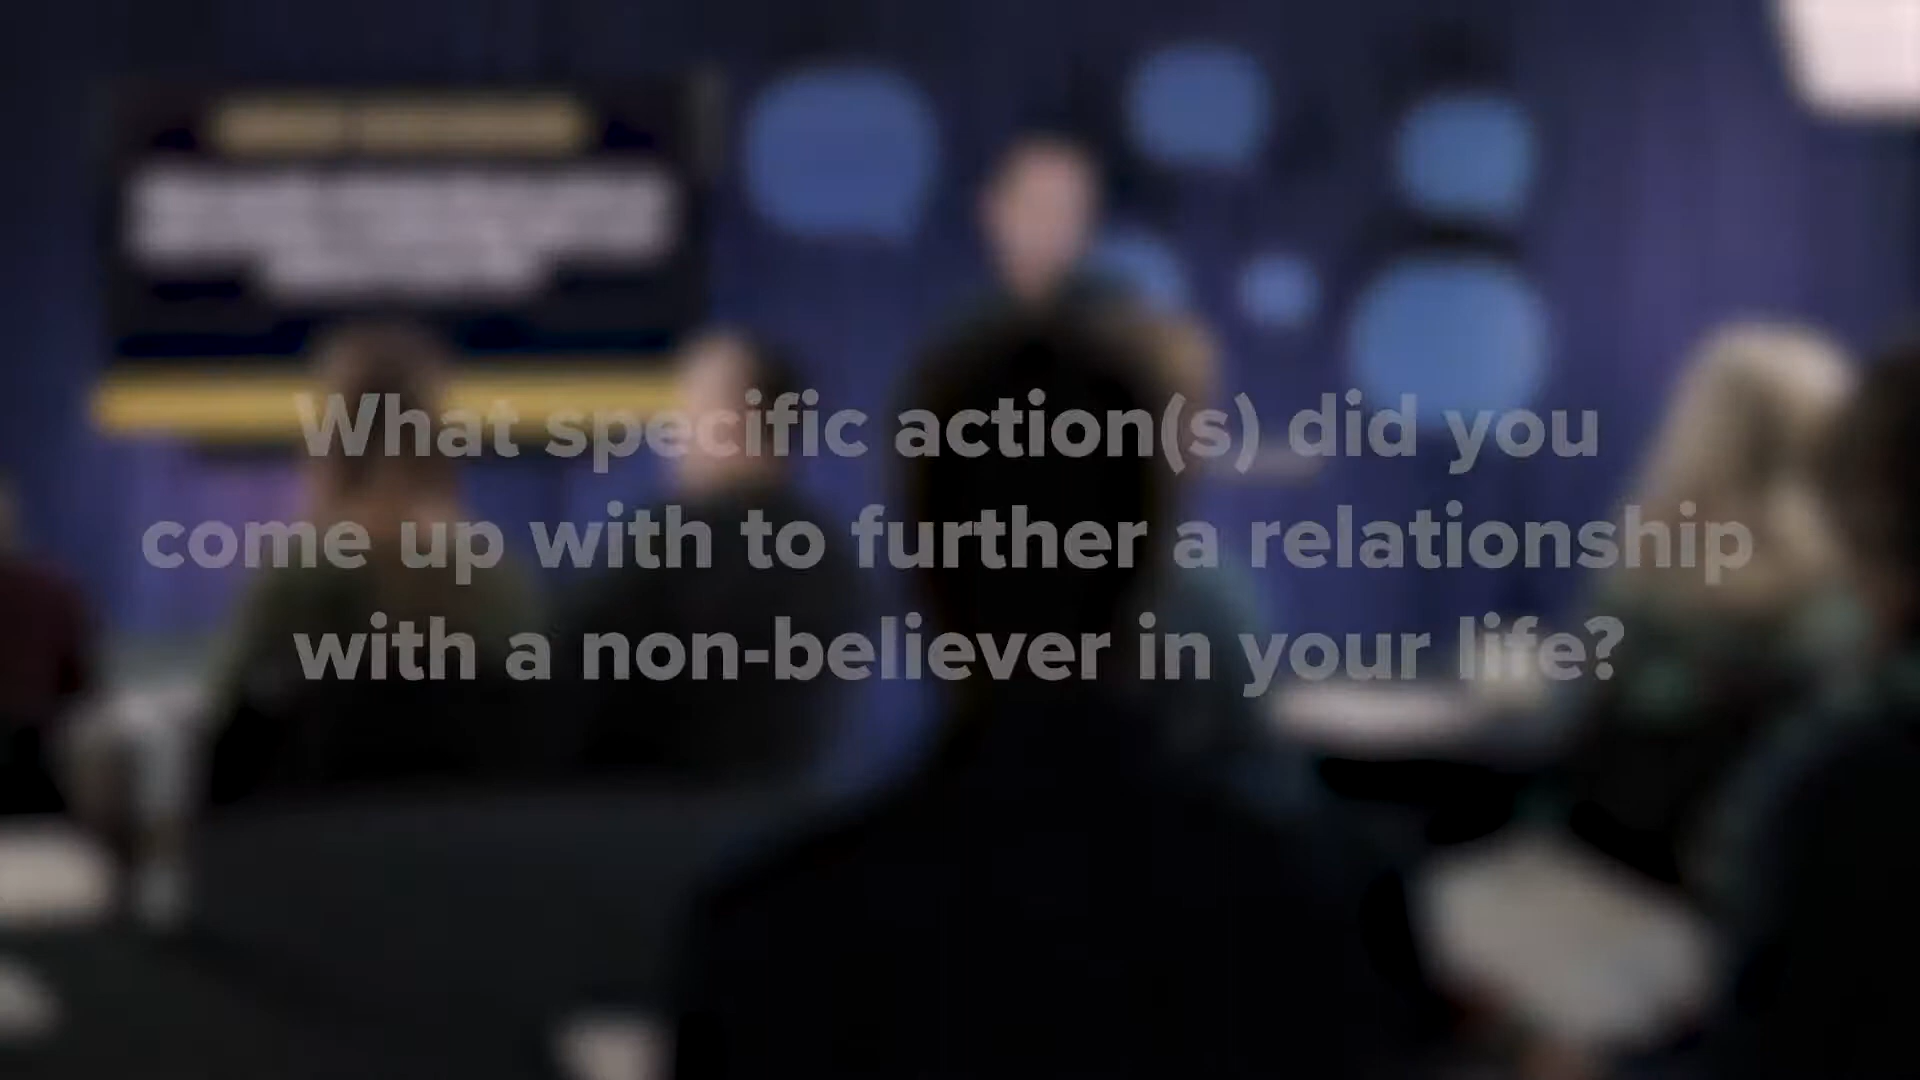 What specific action(s) did you
come up with to further a relationship
with a non-believer in your life?